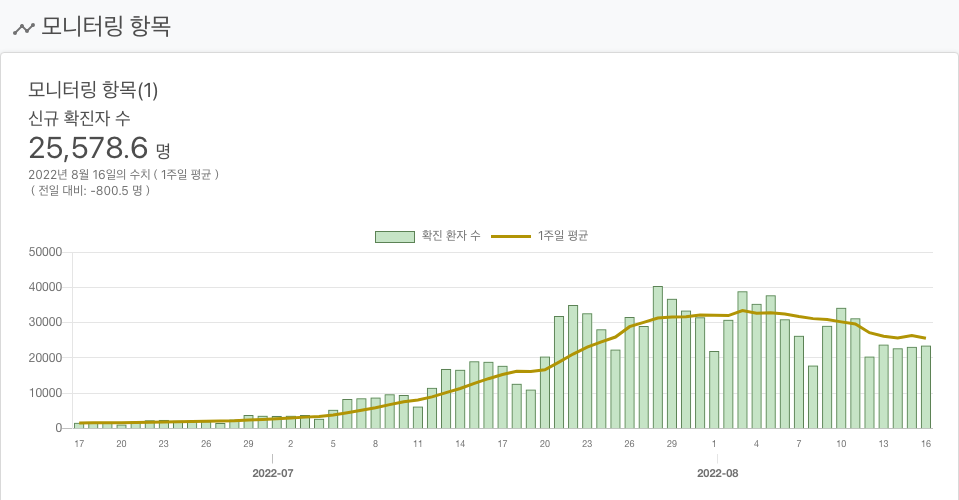 모니터링 항목
모니터링 항목(1)
신규 확진자 수
25,578.6 명
2022년 8월 16일의 수치 ( 1주일 평균 )
( 전일 대비: -800.5 명 )
확진 환자 수 1주일 평균
50000
40000
30000
20000
10000
0
17 20 23 26 29 2 5 8 11 14 17 20 23 26 29 1 4 7 10 13 16
2022-07 2022-08